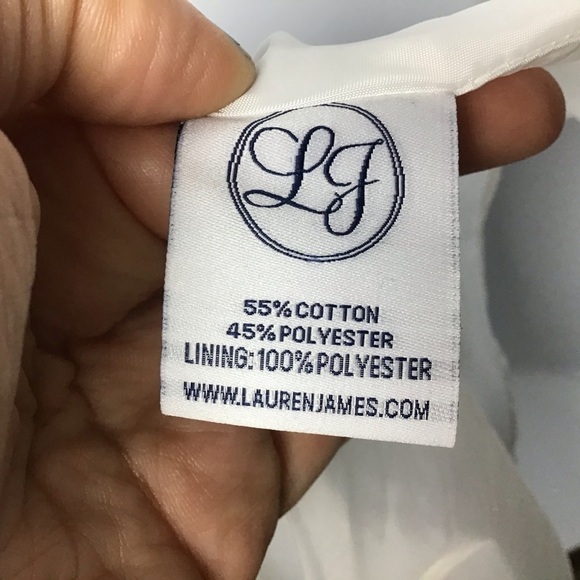 LJ
55% COTTON
45% POLYESTER
LINING: 100% POLYESTER
WWW.LAURENJAMES.COM